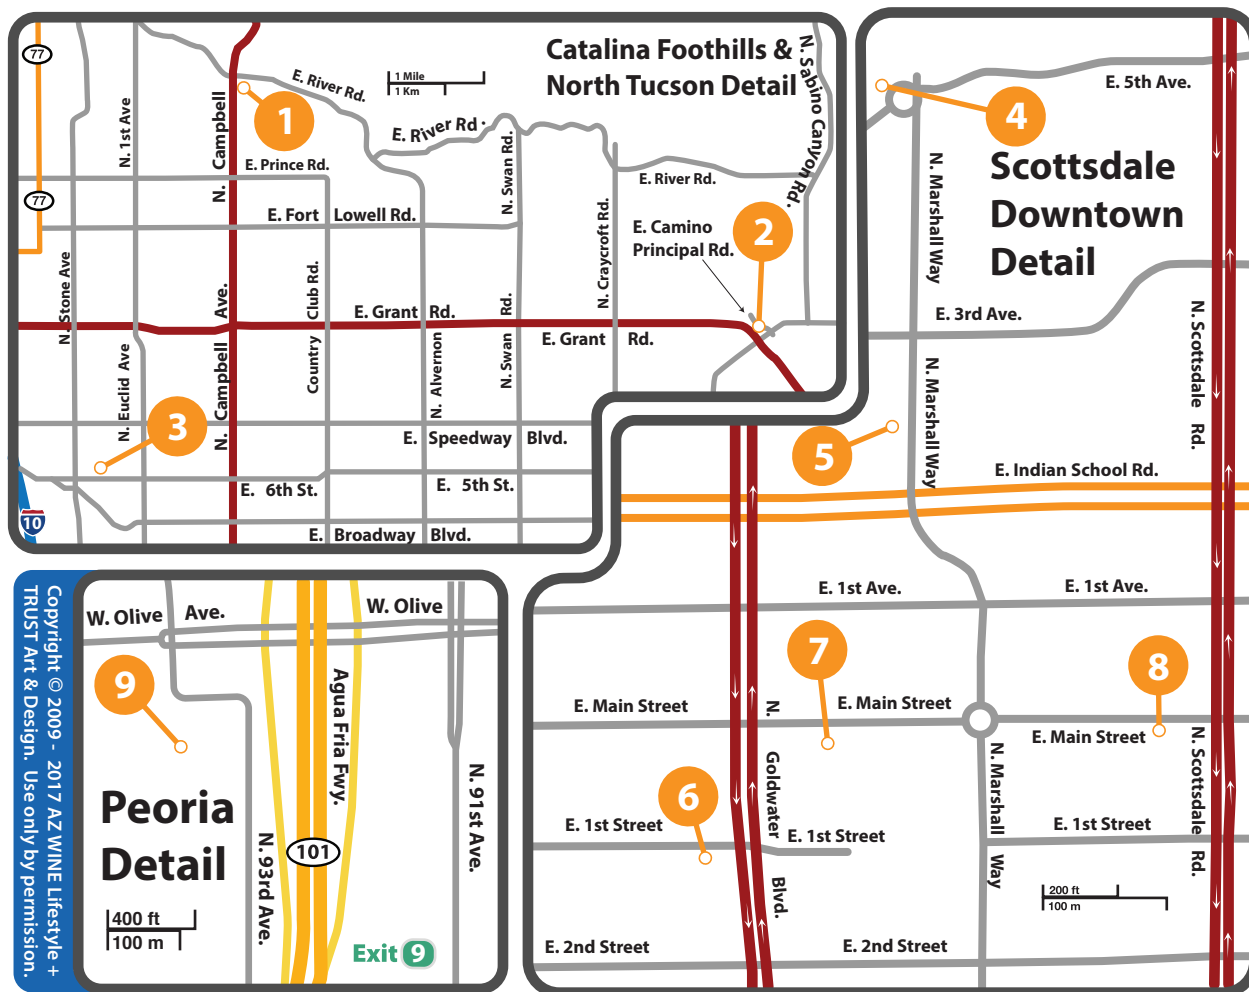 Catalina Foothills &
North Tucson Detail
77
77
1 Mile
1 Km
N. 1st Ave
N. Campbell
E. River Rd.
E. River Rd.
E. Prince Rd.
E. Fort Lowell Rd.
N. Swan Rd.
N. Craycroft Rd.
E. River Rd.
N. Sabino Canyon Rd.
E. Camino
Principal Rd.
1
2
N. Stone Ave
N. Euclid Ave
N. Campbell Ave.
Country Club Rd.
E. Grant Rd.
E. Grant Rd.
N. Alvernon
N. Swan Rd.
3
E. Speedway Blvd.
E. 6th St.
E. 5th St.
E. Broadway Blvd.
10
Scottsdale
Downtown
Detail
4
E. 5th Ave.
N. Marshall Way
E. 3rd Ave.
N. Marshall Way
N. Scottsdale Rd.
5
E. Indian School Rd.
E. 1st Ave.
E. 1st Ave.
7
8
E. Main Street
E. Main Street
E. Main Street
N. Goldwater Blvd.
N. Marshall Way
N. Scottsdale Rd.
6
E. 1st Street
E. 1st Street
E. 1st Street
200 ft
100 m
E. 2nd Street
E. 2nd Street
W. Olive Ave.
W. Olive
9
Agua Fria Fwy.
Peoria
Detail
101
N. 93rd Ave.
N. 91st Ave.
400 ft
100 m
Exit 9
Copyright © 2009 - 2017 AZ WINE Lifestyle +
TRUST Art & Design. Use only by permission.